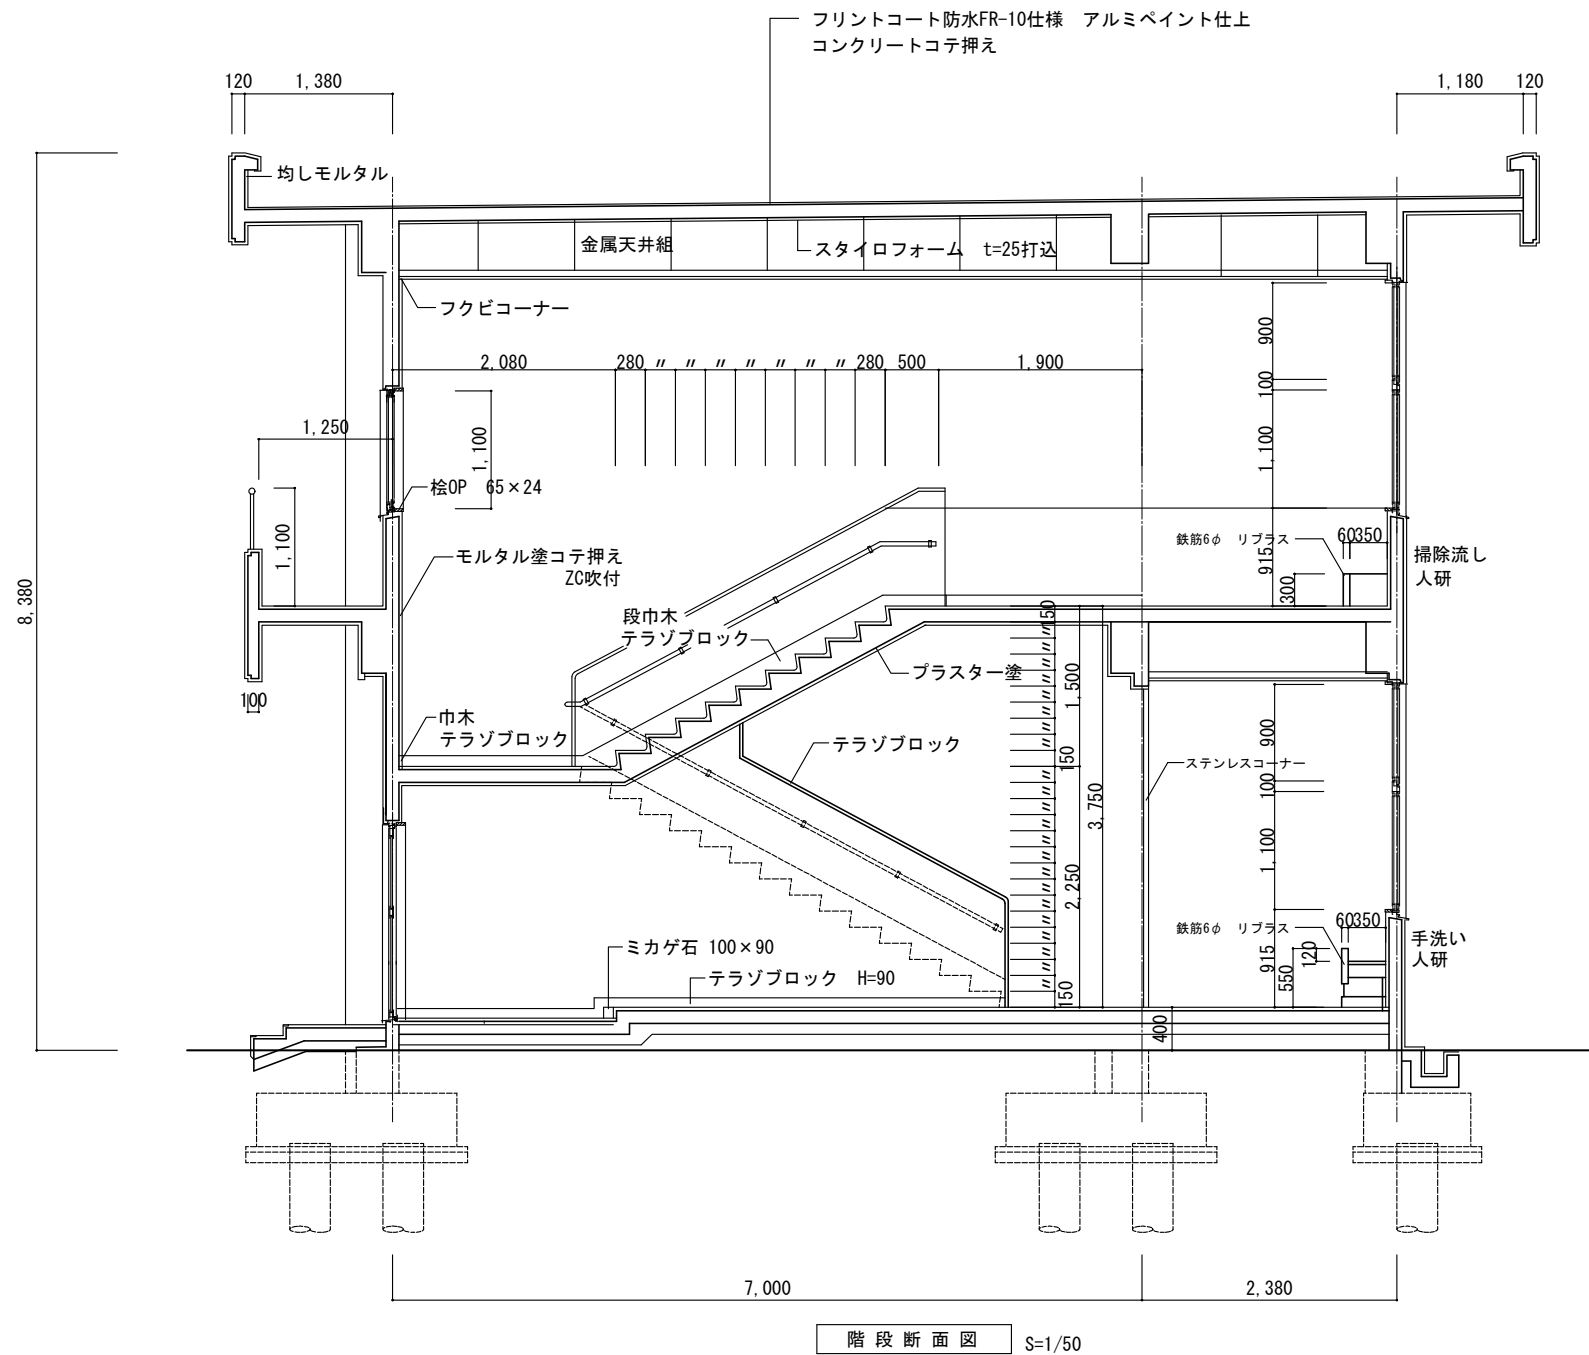 フリントコート防水FR-10仕様　アルミペイント仕上
コンクリートコテ押え
120
1,380
1,180
120
均しモルタル
金属天井組
スタイロフォーム　t=25打込
フクビコーナー
8,380
2,080
280
〃
〃
〃
〃
〃
〃
〃
280
500
1,900
900
100
1,100
915
1,250
1,100
桧OP　65×24
1,100
モルタル塗コテ押え
ZC吹付
鉄筋6φ　リブラス
60
350
300
掃除流し
人研
段巾木
テラゾブロック
プラスター塗
100
巾木
テラゾブロック
テラゾブロック
150
〃
〃
〃
〃
〃
〃
〃
〃
150
〃
〃
〃
〃
〃
〃
〃
〃
〃
〃
〃
〃
〃
〃
150
1,500
2,250
3,750
ステンレスコーナー
900
100
1,100
915
鉄筋6φ　リブラス
60
350
550
120
手洗い
人研
ミカゲ石 100×90
テラゾブロック　H=90
400
7,000
2,380
階段断面図
S=1/50